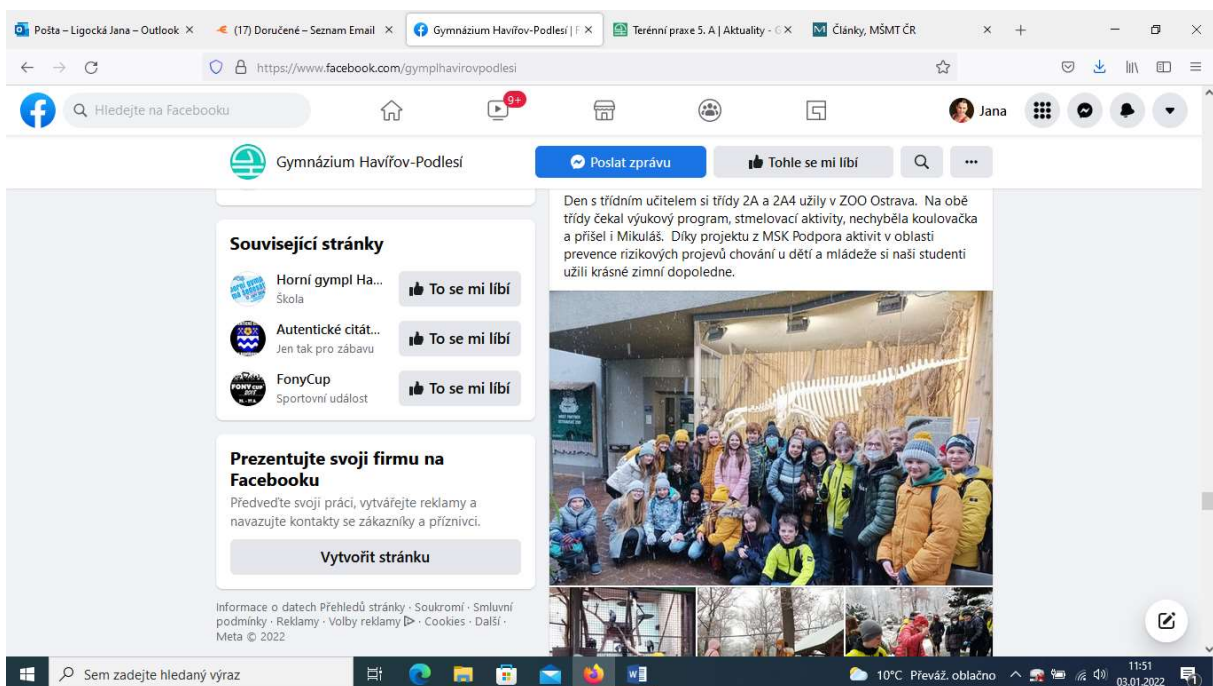 Pošta – Ligocká Jana – Outlook
(17) Doručené – Seznam Email
Gymnázium Havířov-Podlesí | F
Terénní praxe 5. A | Aktuality - G
Články, MŠMT ČR
https://www.facebook.com/gymplhavirovpodlesi
Hledejte na Facebooku
9+
Jana
Gymnázium Havířov-Podlesí
Poslat zprávu
Tohle se mi líbí
Související stránky
Horní gympl Ha...
Škola
To se mi líbí
Autentické citát...
Jen tak pro zábavu
To se mi líbí
FonyCup
Sportovní událost
To se mi líbí
Prezentujte svoji firmu na
Facebooku
Předveďte svoji práci, vytvářejte reklamy a
navazujte kontakty se zákazníky a příznivci.
Vytvořit stránku
Informace o datech Přehledů stránky · Soukromí · Smluvní
podmínky · Reklamy · Volby reklamy · Cookies · Další ·
Meta © 2022
Den s třídním učitelem si třídy 2A a 2A4 užily v ZOO Ostrava. Na obě
třídy čekal výukový program, stmelovací aktivity, nechyběla koulovačka
a přišel i Mikuláš. Díky projektu z MSK Podpora aktivit v oblasti
prevence rizikových projevů chování u dětí a mládeže si naši studenti
užili krásné zimní dopoledne.
Sem zadejte hledaný výraz
10°C Převáž. oblačno
11:51
03.01.2022